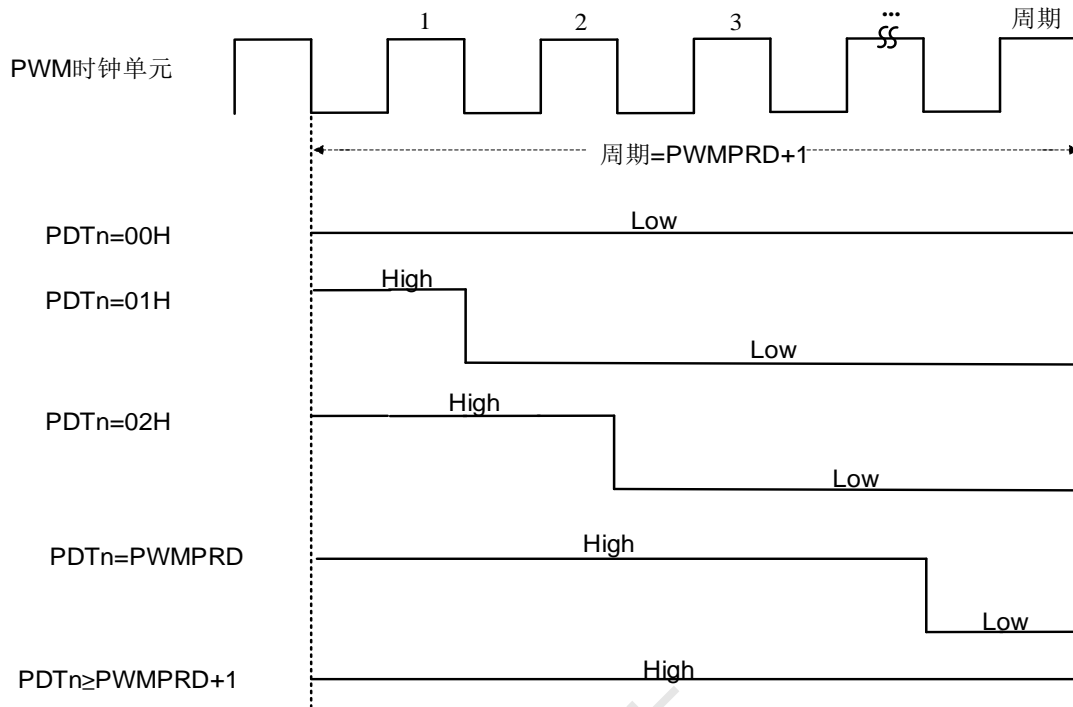 1 2 3 ... 周期
PWM时钟单元
周期=PWMPRD+1
PDTn=00H Low
PDTn=01H High Low
PDTn=02H High Low
PDTn=PWMPRD High Low
PDTn≥PWMPRD+1 High